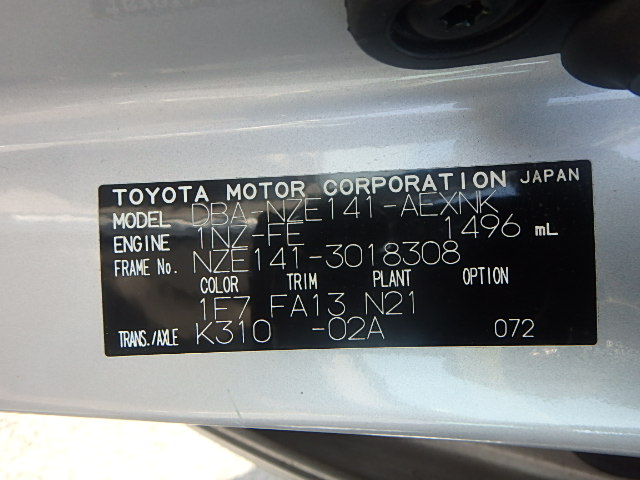 TOYOTA MOTOR CORPORATION JAPAN
MODEL DBA-NZE141-AEXNK
ENGINE 1NZ-FE 1496 mL
FRAME No. NZE141-3018308
COLOR TRIM PLANT OPTION
1E7 FA13 N21
TRANS./AXLE K310 -02A 072